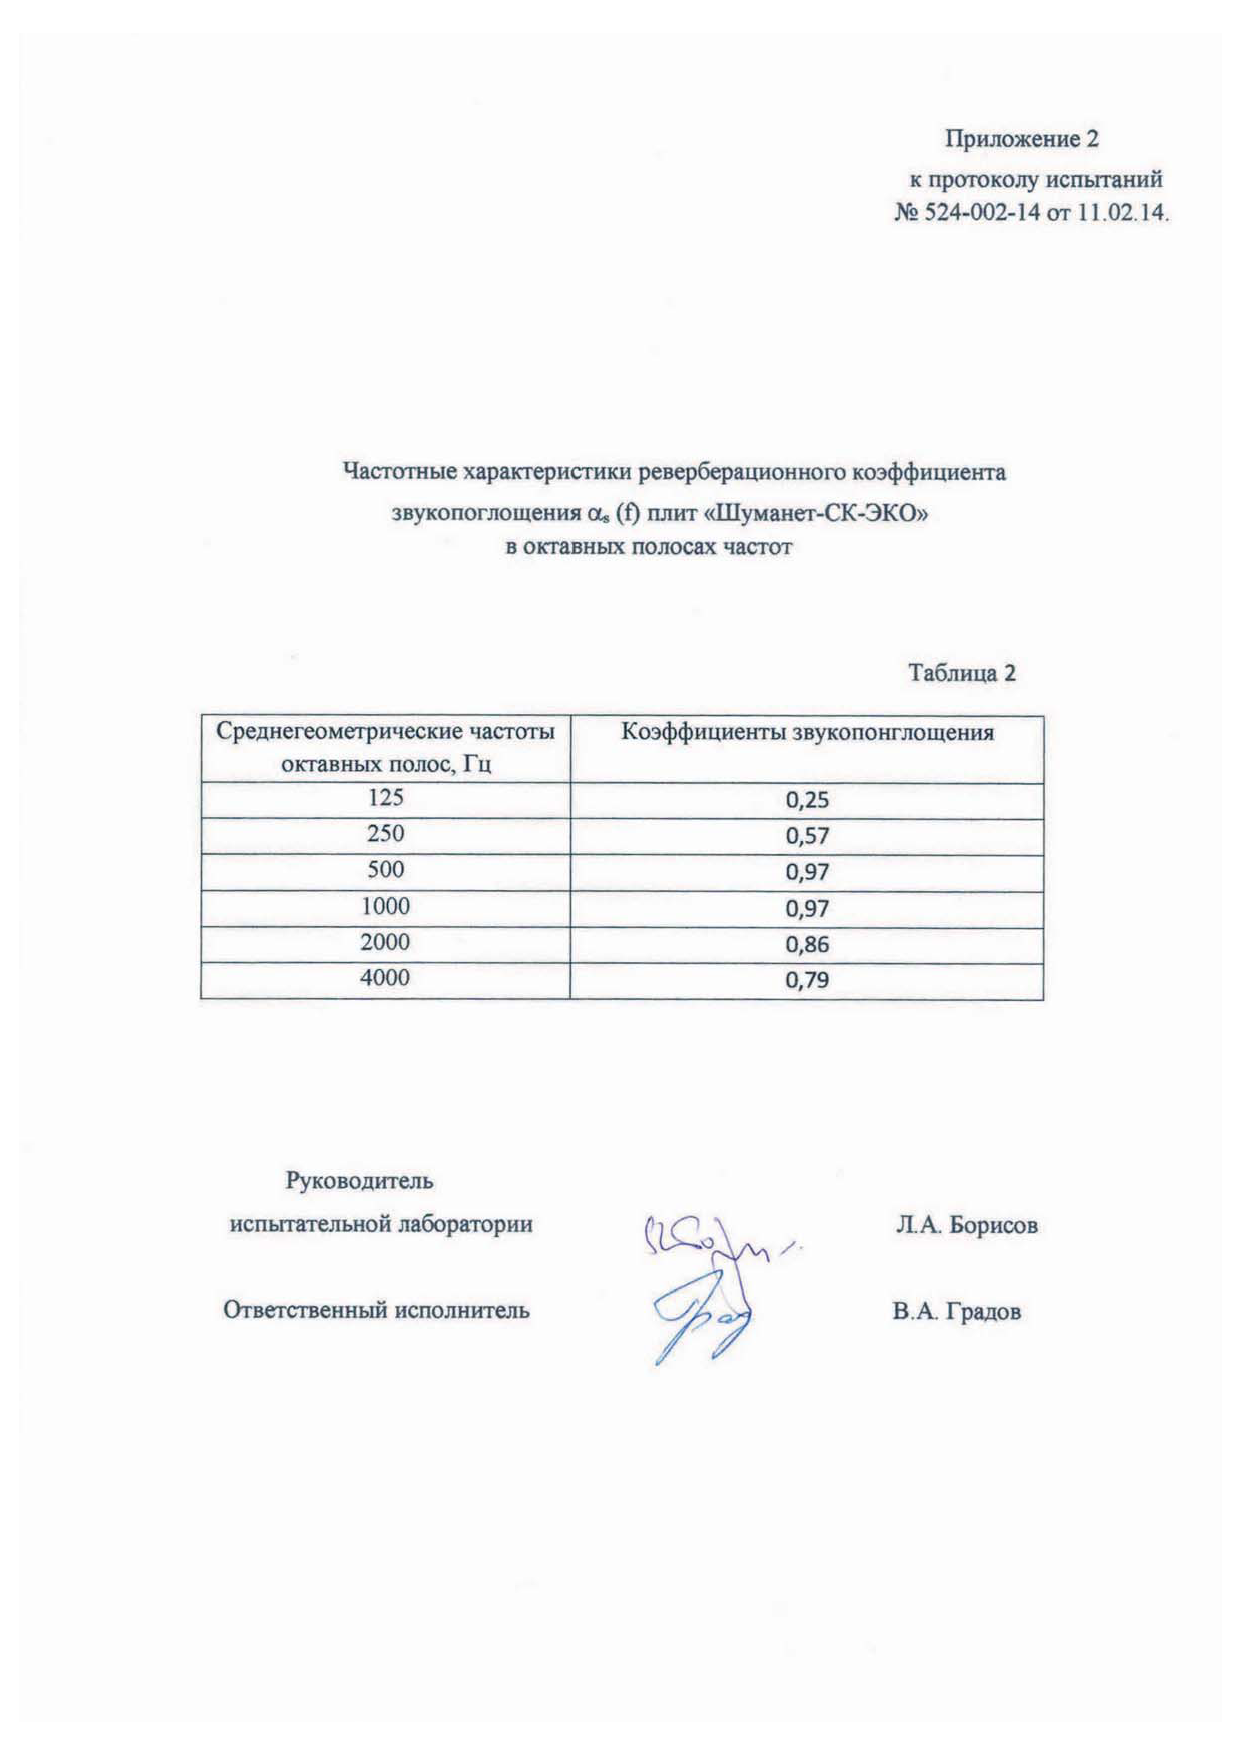 Приложение 2
к протоколу испытаний
№ 524-002-14 от 11.02.14.
Частотные характеристики реверберационного коэффициента
звукопоглощения αs (f) плит «Шуманет-СК-ЭКО»
в октавных полосах частот
Таблица 2
Среднегеометрические частоты октавных полос, Гц Коэффициенты звукопонглощения
125 0,25
250 0,57
500 0,97
1000 0,97
2000 0,86
4000 0,79
Руководитель
испытательной лаборатории Л.А. Борисов
Ответственный исполнитель В.А. Градов